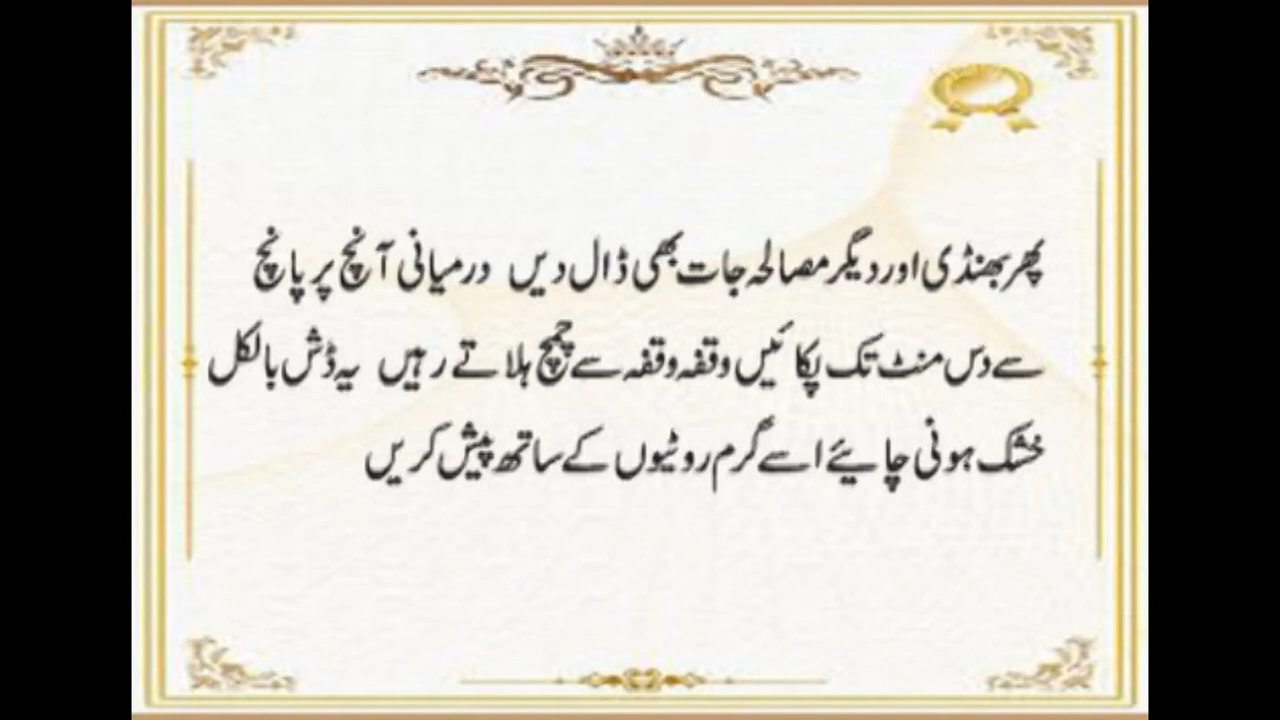 پھر بھنڈی اور دیگر مصالحہ جات بھی ڈال دیں درمیانی آنچ پر پانچ
سے دس منٹ تک پکائیں وقفہ وقفہ سے چمچ ہلاتے رہیں یہ ڈش بالکل
خشک ہونی چایئے اسے گرم روٹیوں کے ساتھ پیش کریں